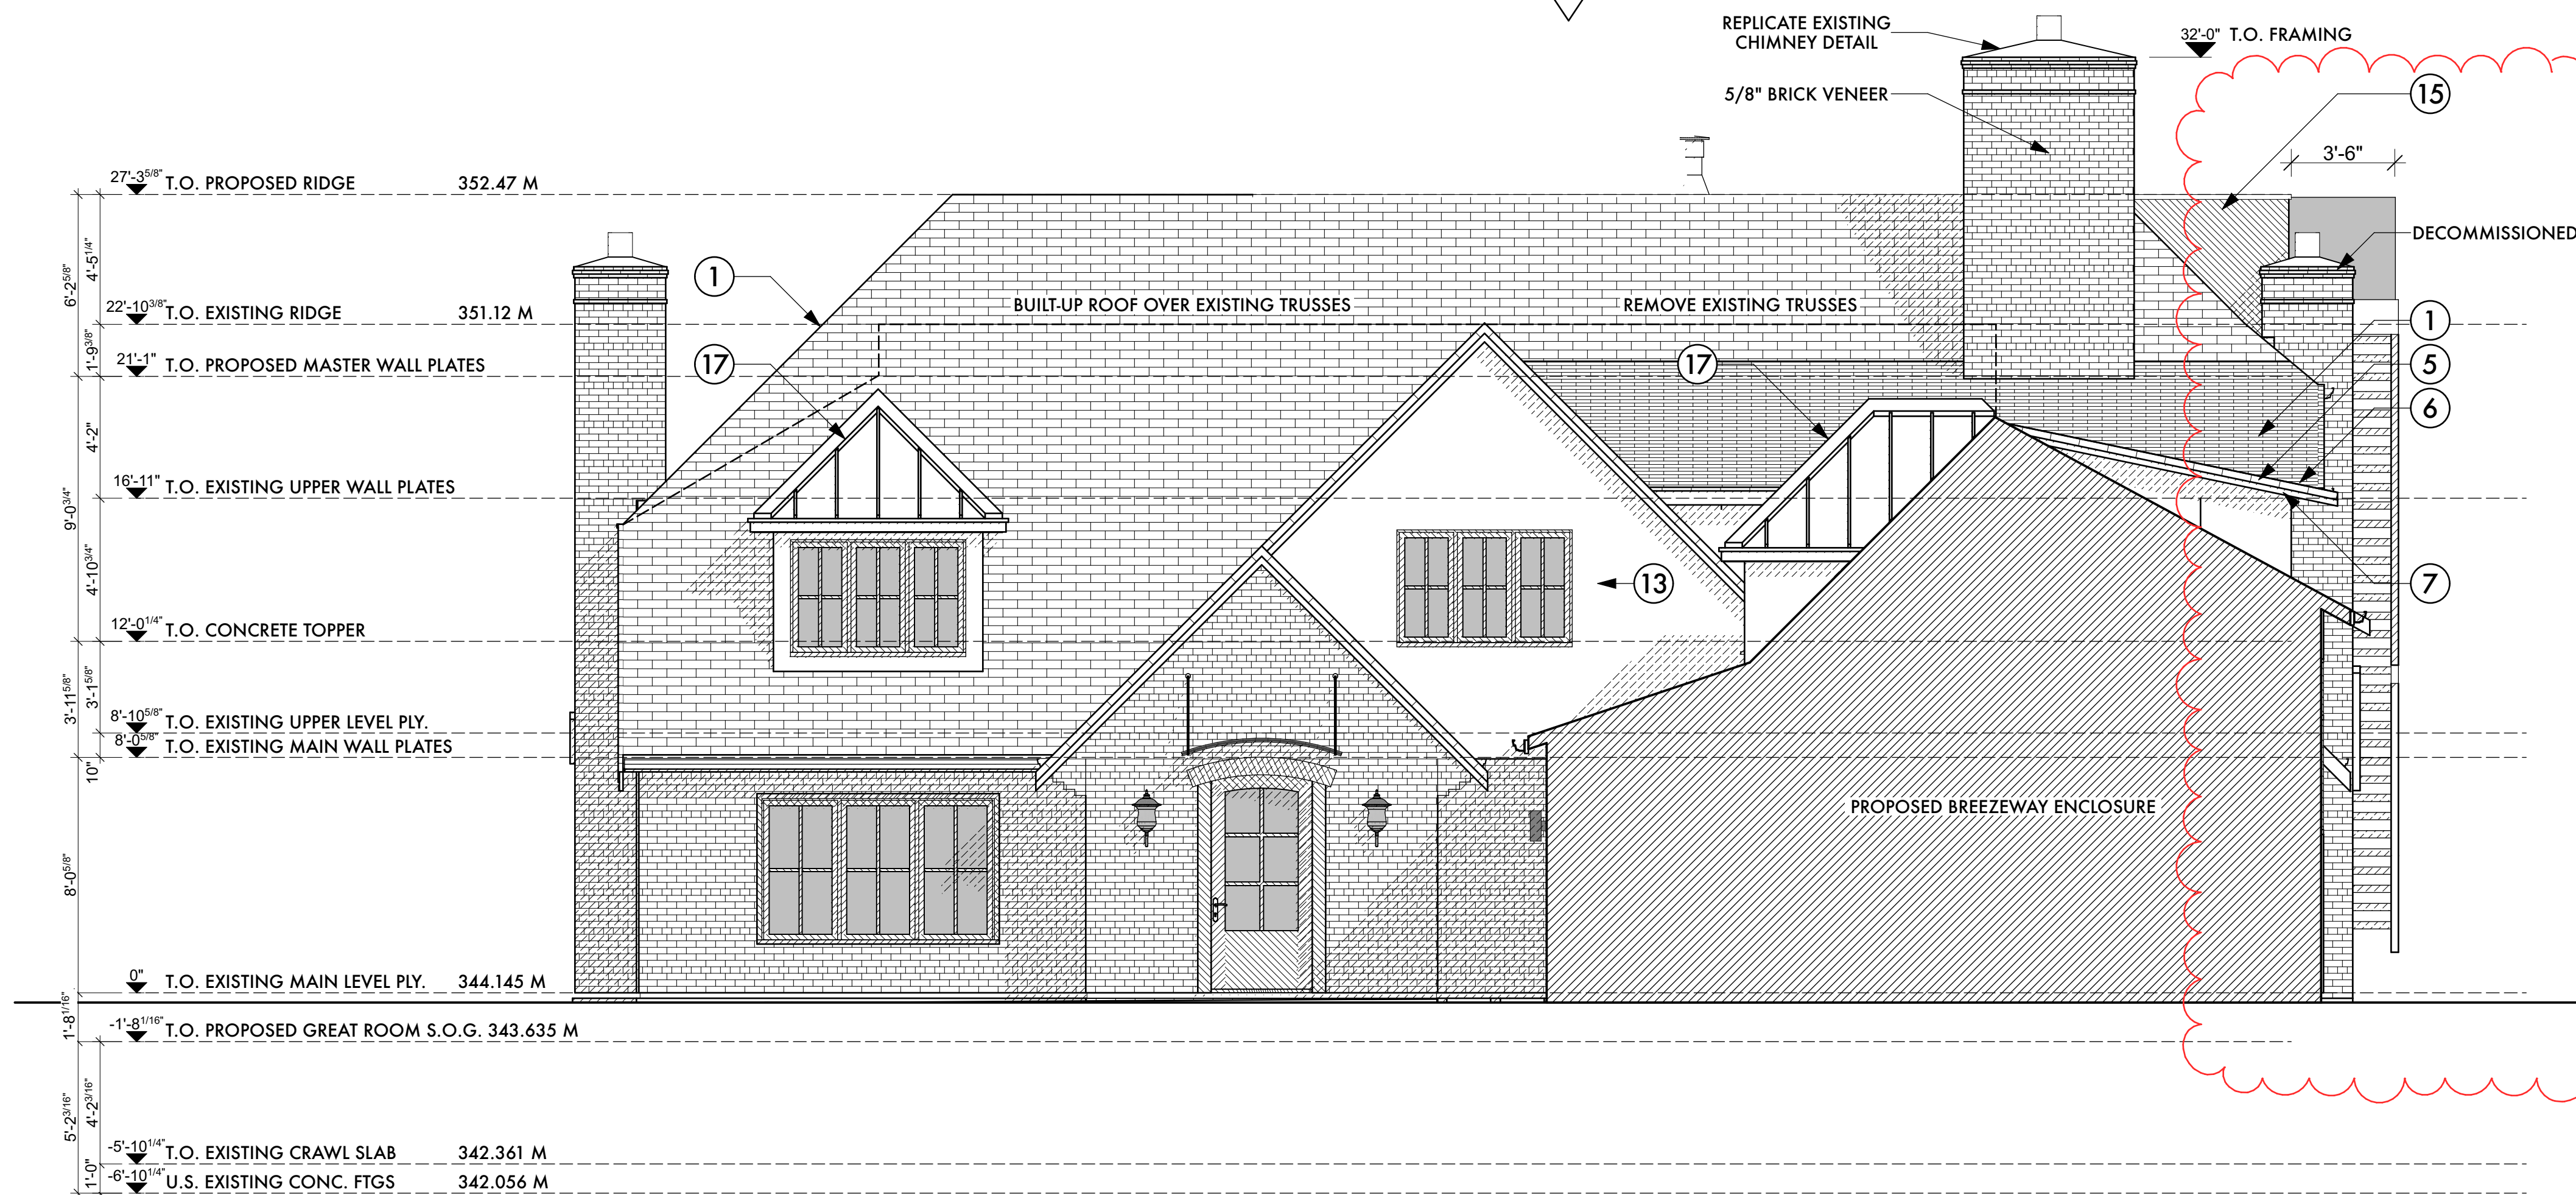 REPLICATE EXISTING
CHIMNEY DETAIL
32'-0" T.O. FRAMING
5/8" BRICK VENEER
15
3'-6"
27'-3 5/8" T.O. PROPOSED RIDGE 352.47 M
DECOMMISSIONED
1
22'-10 3/8" T.O. EXISTING RIDGE 351.12 M
BUILT-UP ROOF OVER EXISTING TRUSSES
REMOVE EXISTING TRUSSES
1
21'-1" T.O. PROPOSED MASTER WALL PLATES
17
17
5
6
16'-11" T.O. EXISTING UPPER WALL PLATES
13
7
12'-0 1/4" T.O. CONCRETE TOPPER
8'-10 5/8" T.O. EXISTING UPPER LEVEL PLY.
8'-0 5/8" T.O. EXISTING MAIN WALL PLATES
PROPOSED BREEZEWAY ENCLOSURE
0" T.O. EXISTING MAIN LEVEL PLY. 344.145 M
-1'-8 1/16" T.O. PROPOSED GREAT ROOM S.O.G. 343.635 M
-5'-10 1/4" T.O. EXISTING CRAWL SLAB 342.361 M
-6'-10 1/4" U.S. EXISTING CONC. FTGS 342.056 M
6'-2 5/8"
9'-0 3/4"
3'-11 5/8"
8'-0 5/8"
1'-8 1/16"
5'-2 3/16"
4'-5 1/4"
1'-9 3/8"
4'-2"
4'-10 3/4"
3'-1 5/8"
10"
4'-2 3/16"
1'-0"